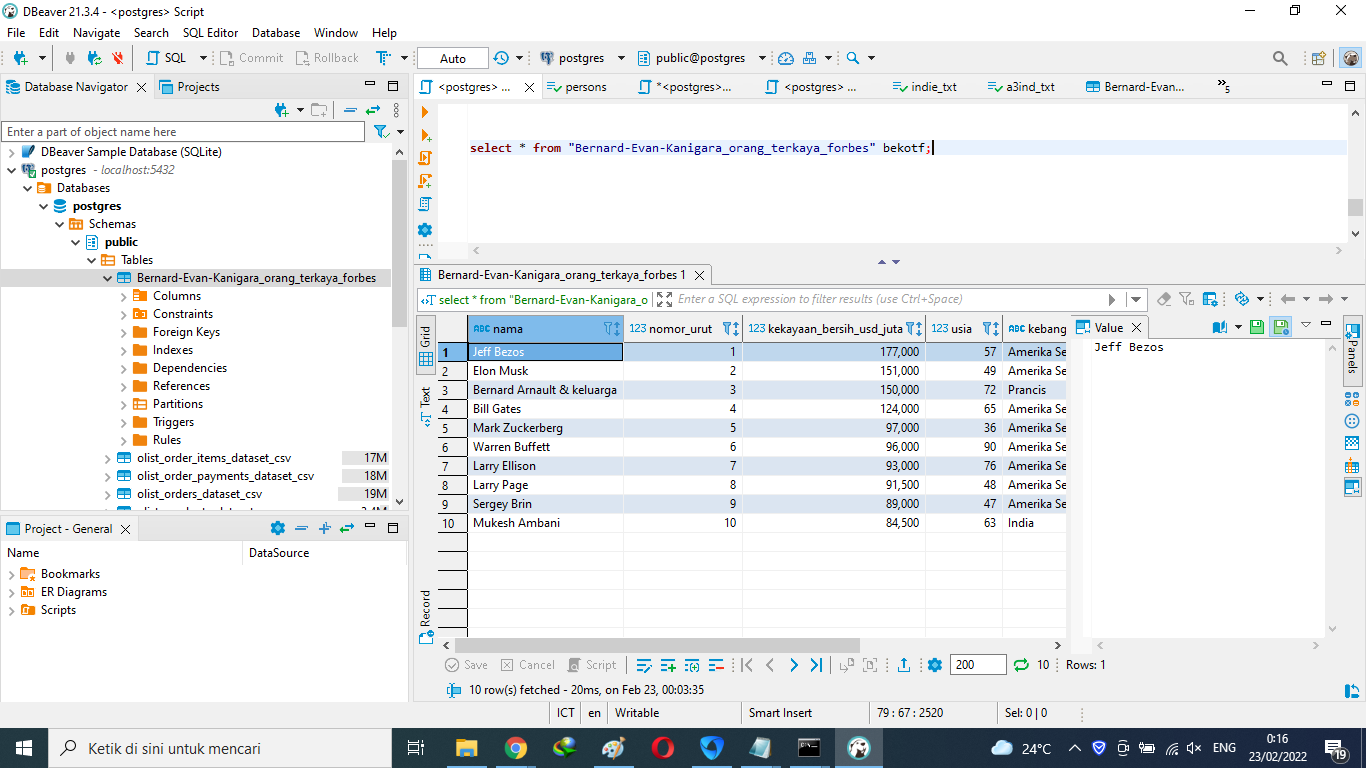 DBeaver 21.3.4 - <postgres> Script
File Edit Navigate Search SQL Editor Database Window Help
SQL Commit Rollback Auto postgres public@postgres
Database Navigator Projects
<postgres> ... persons *<postgres>... <postgres> ... indie_txt a3ind_txt Bernard-Evan... »5
Enter a part of object name here
DBeaver Sample Database (SQLite)
postgres - localhost:5432
Databases
postgres
Schemas
public
Tables
Bernard-Evan-Kanigara_orang_terkaya_forbes
Columns
Constraints
Foreign Keys
Indexes
Dependencies
References
Partitions
Triggers
Rules
olist_order_items_dataset_csv 17M
olist_order_payments_dataset_csv 18M
olist_orders_dataset_csv 19M
Project - General
Name DataSource
Bookmarks
ER Diagrams
Scripts
select * from "Bernard-Evan-Kanigara_orang_terkaya_forbes" bekotf;
Bernard-Evan-Kanigara_orang_terkaya_forbes 1
select * from "Bernard-Evan-Kanigara_o Enter a SQL expression to filter results (use Ctrl+Space)
Grid
Text
Record
ABC nama 123 nomor_urut 123 kekayaan_bersih_usd_juta 123 usia ABC kebang
1 Jeff Bezos 1 177,000 57 Amerika Se
2 Elon Musk 2 151,000 49 Amerika Se
3 Bernard Arnault & keluarga 3 150,000 72 Prancis
4 Bill Gates 4 124,000 65 Amerika Se
5 Mark Zuckerberg 5 97,000 36 Amerika Se
6 Warren Buffett 6 96,000 90 Amerika Se
7 Larry Ellison 7 93,000 76 Amerika Se
8 Larry Page 8 91,500 48 Amerika Se
9 Sergey Brin 9 89,000 47 Amerika Se
10 Mukesh Ambani 10 84,500 63 India
Value
Jeff Bezos
Panels
Save Cancel Script 200 10 Rows: 1
10 row(s) fetched - 20ms, on Feb 23, 00:03:35
ICT en Writable Smart Insert 79 : 67 : 2520 Sel: 0 | 0
Ketik di sini untuk mencari
24°C ENG
0:16
23/02/2022
19